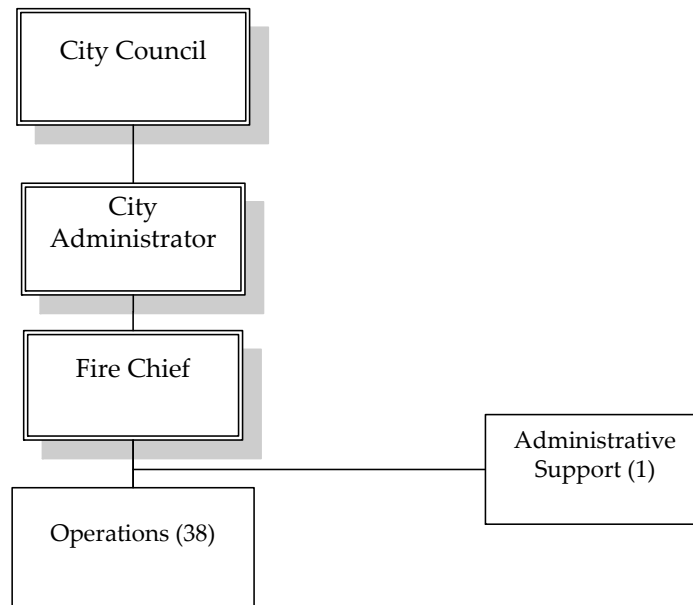 City Council
City
Administrator
Fire Chief
Administrative
Support (1)
Operations (38)